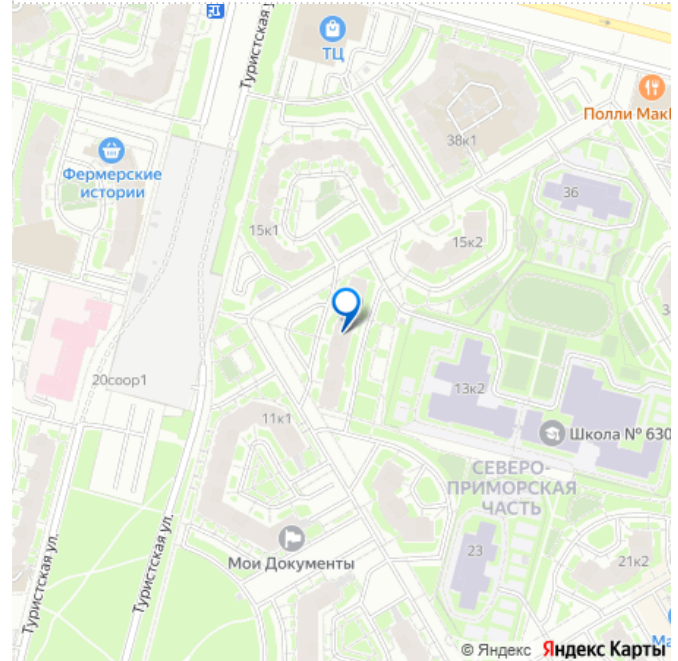 Туристская у
ТЦ
Полли Мак
38к1
Фермерские
истории
36
15к1
15к2
20соор1
13к2
11к1
Школа № 630
СЕВЕРО-
ПРИМОРСКАЯ
ЧАСТЬ
Мои Документы
23
21к2
Туристская ул.
Туристская ул.
© Яндекс Яндекс Карты